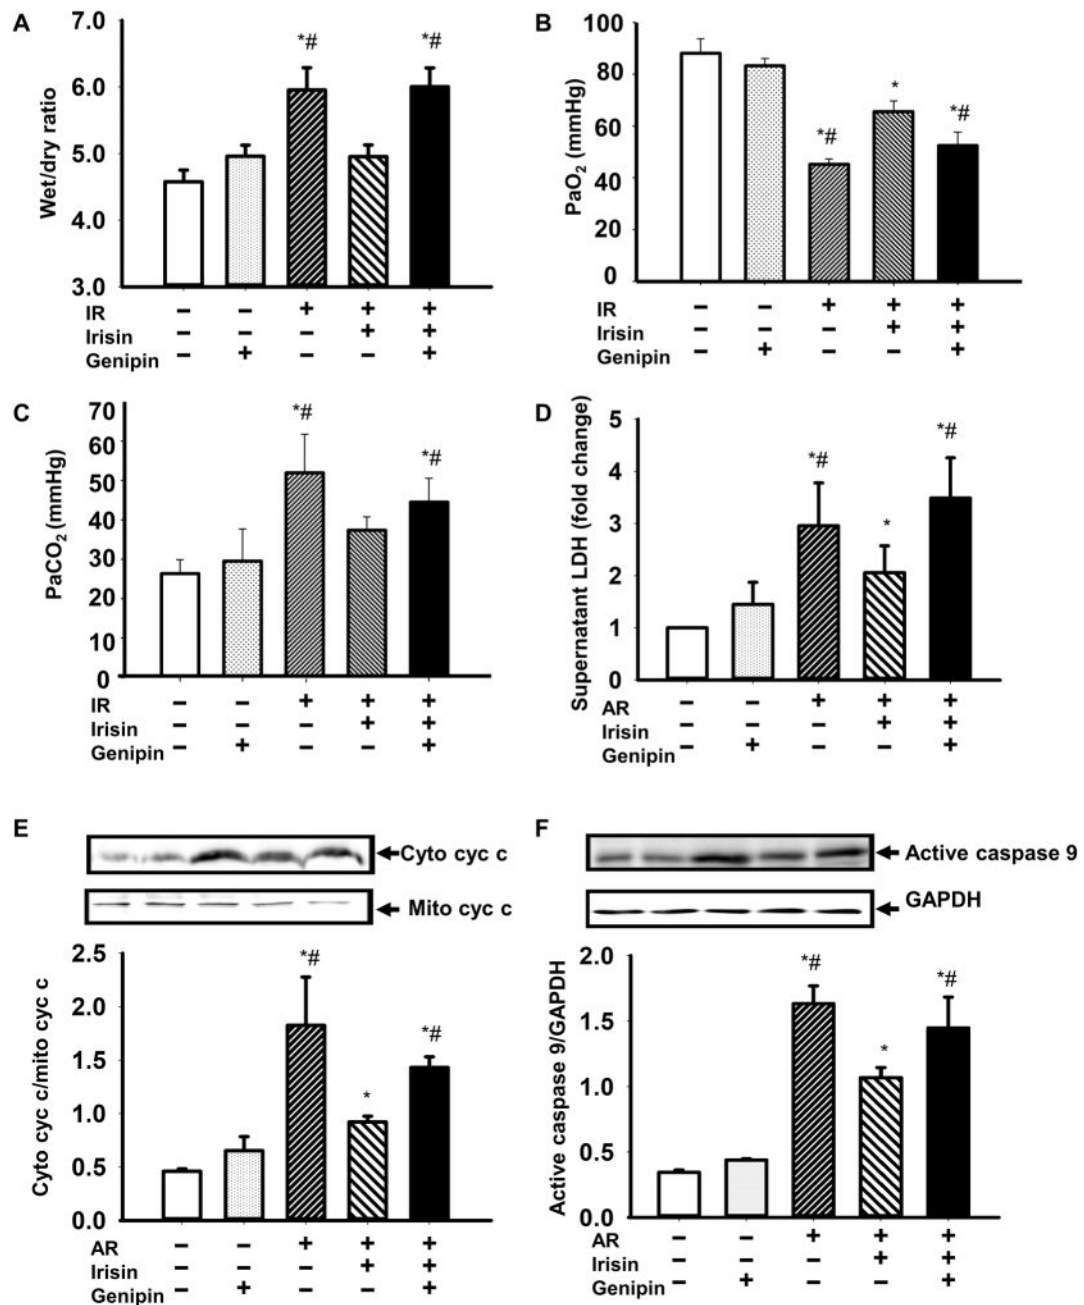 A
Wet/dry ratio
7.0
6.0
5.0
4.0
3.0
*#
*#
IR − − + + +
Irisin − − − + +
Genipin − + − − +
B
PaO2 (mmHg)
100
80
60
40
20
0
*#
*
*#
IR − − + + +
Irisin − − − + +
Genipin − + − − +
C
PaCO2 (mmHg)
70
60
50
40
30
20
10
0
*#
*#
IR − − + + +
Irisin − − − + +
Genipin − + − − +
D
Supernatant LDH (fold change)
5
4
3
2
1
0
*#
*
*#
AR − − + + +
Irisin − − − + +
Genipin − + − − +
E
Cyto cyc c
Mito cyc c
Cyto cyc c/mito cyc c
2.5
2.0
1.5
1.0
0.5
0.0
*#
*
*#
AR − − + + +
Irisin − − − + +
Genipin − + − − +
F
Active caspase 9
GAPDH
Active caspase 9/GAPDH
2.0
1.5
1.0
0.5
0.0
*#
*
*#
AR − − + + +
Irisin − − − + +
Genipin − + − − +